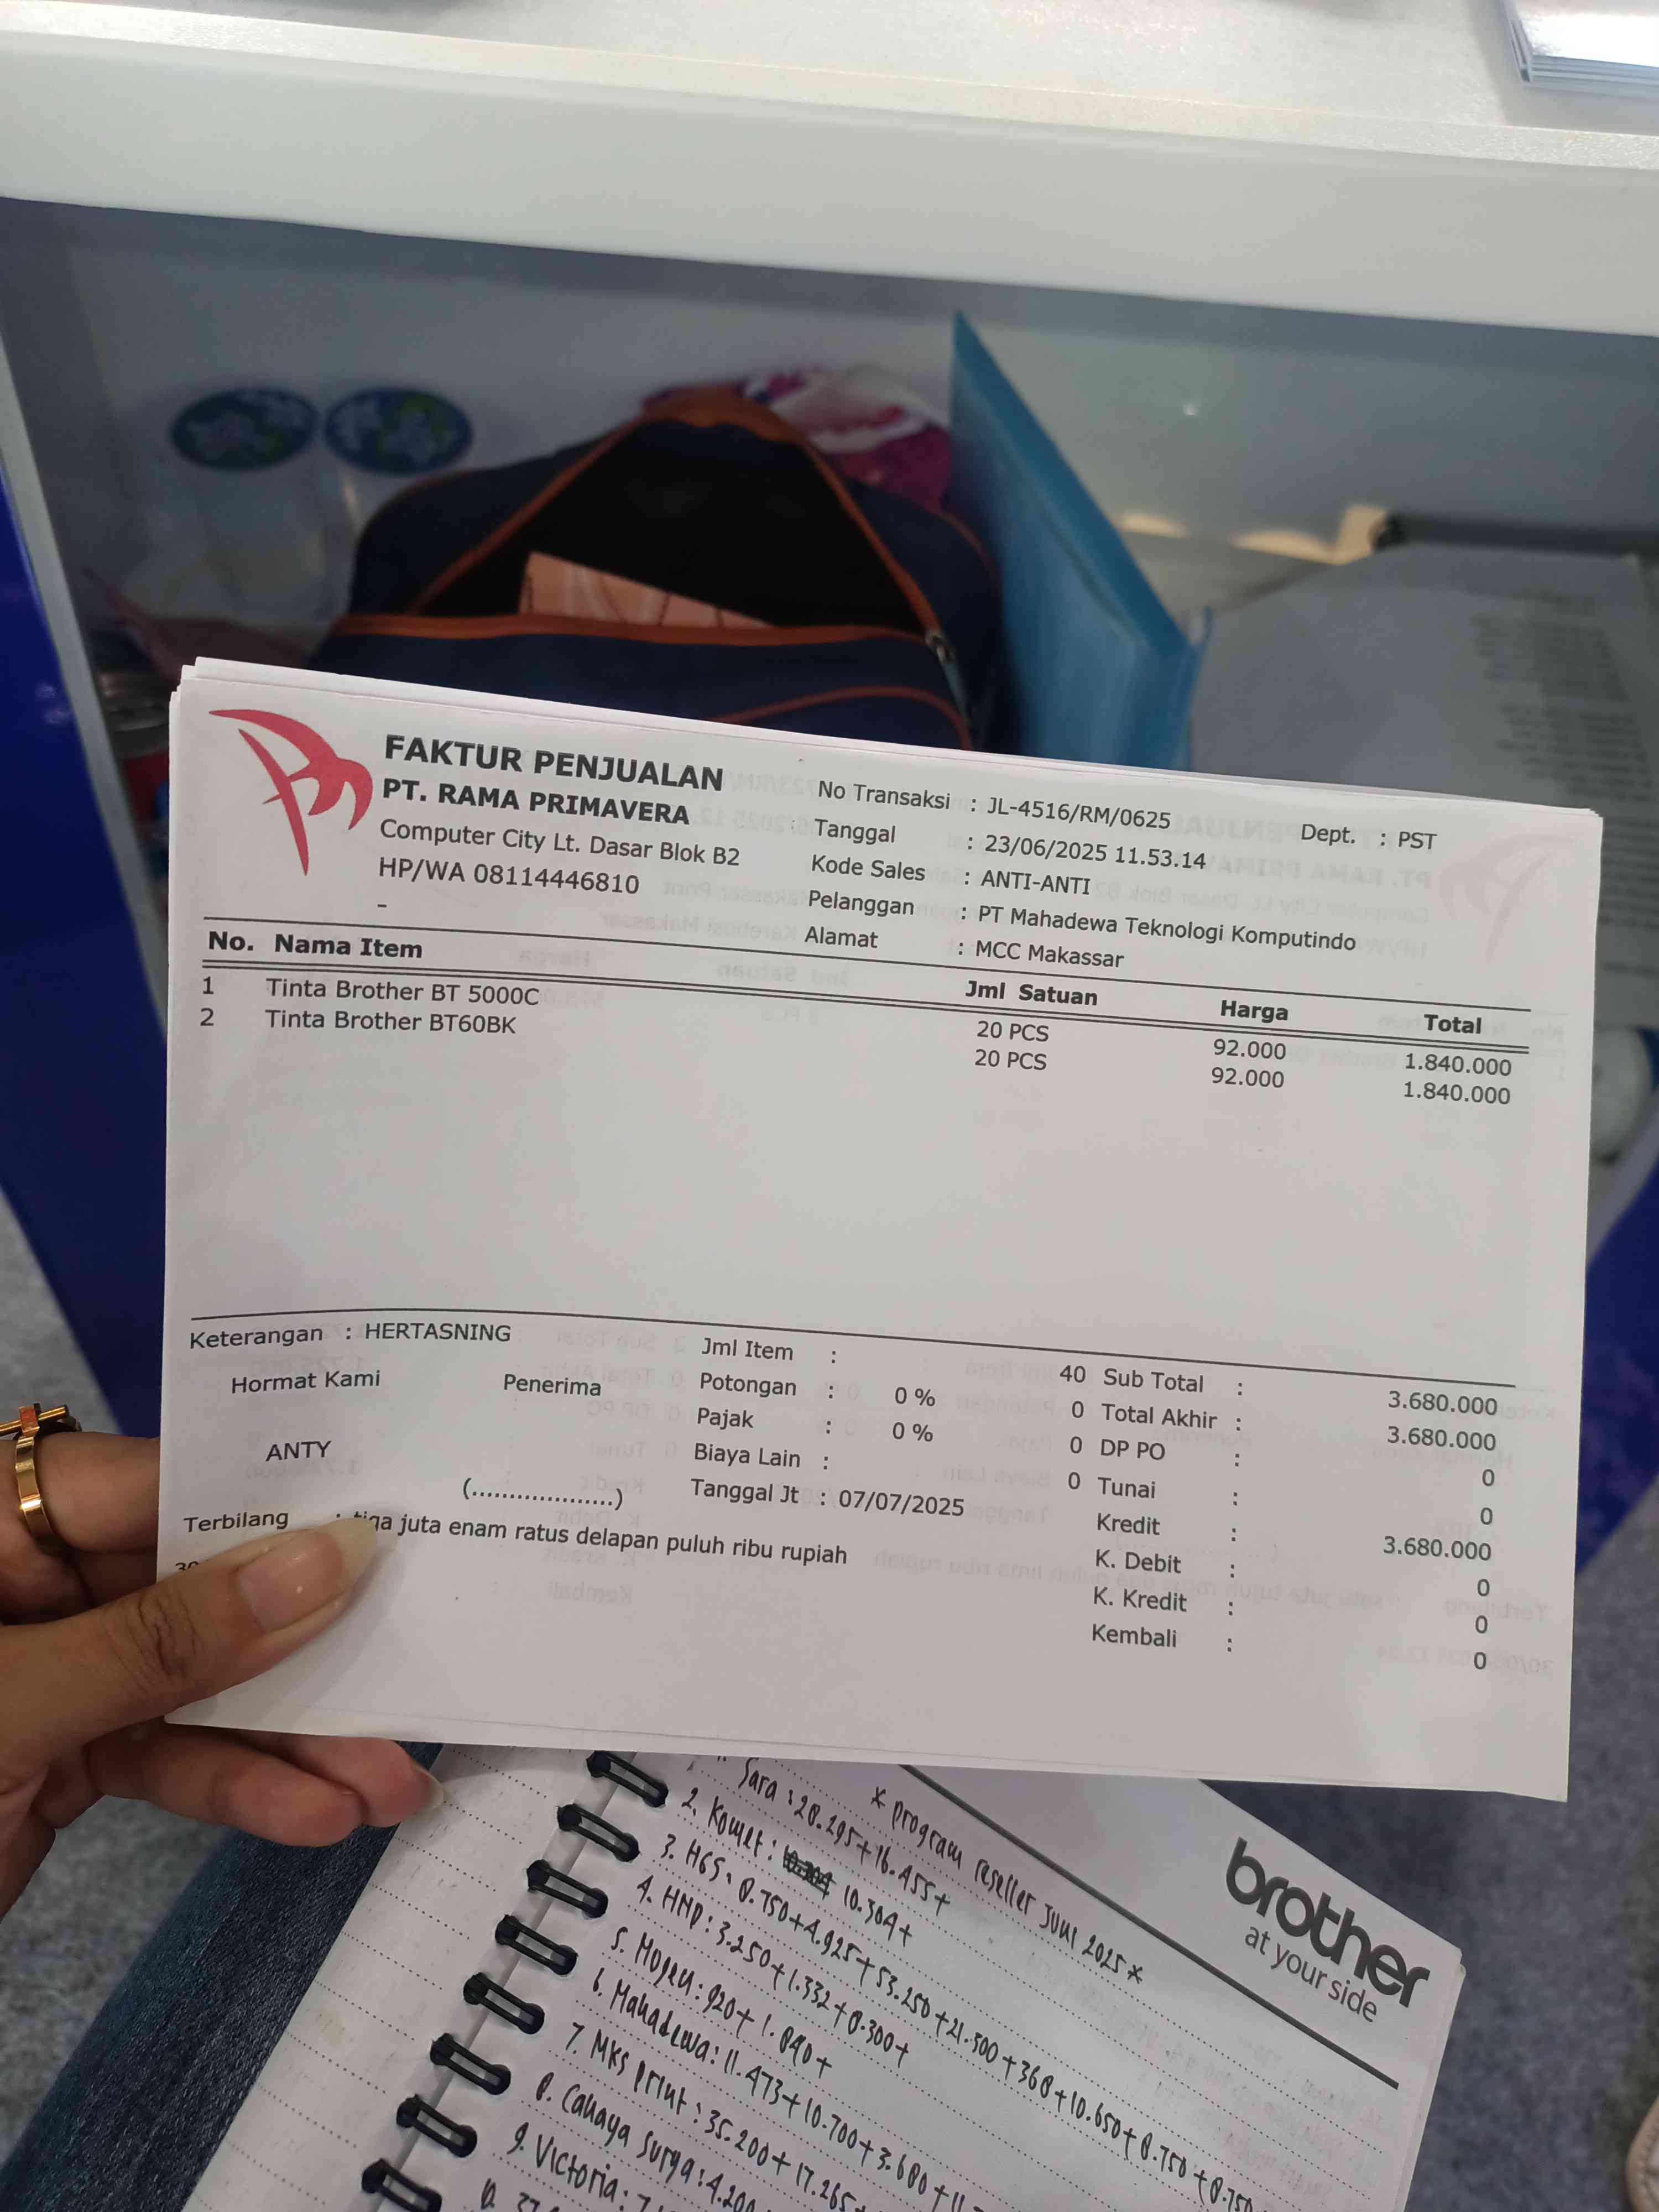 FAKTUR PENJUALAN
PT. RAMA PRIMAVERA
Computer City Lt. Dasar Blok B2
HP/WA 08114446810
-
No Transaksi : JL-4516/RM/0625
Dept. : PST
Tanggal : 23/06/2025 11.53.14
Kode Sales : ANTI-ANTI
Pelanggan : PT Mahadewa Teknologi Komputindo
Alamat : MCC Makassar
No. Nama Item Jml Satuan Harga Total
1 Tinta Brother BT 5000C 20 PCS 92.000 1.840.000
2 Tinta Brother BT60BK 20 PCS 92.000 1.840.000
Keterangan : HERTASNING
Hormat Kami
Penerima
ANTY
(...................)
Jml Item : 40
Potongan : 0 % 0
Pajak : 0 % 0
Biaya Lain : 0
Tanggal Jt : 07/07/2025
Sub Total : 3.680.000
Total Akhir : 3.680.000
DP PO : 0
Tunai : 0
Kredit : 3.680.000
K. Debit : 0
K. Kredit : 0
Kembali : 0
Terbilang : tiga juta enam ratus delapan puluh ribu rupiah
brother
at your side
* program reseller Juni 2025 *
Sara : 20.295+16.455+
2. Komet : 10.304+
3. HGS : 8.750+4.925+53.250+21.500+368+10.650+8.750+8.750
4. HMP : 3.250+1.332+8.300+
5. Mogen : 920+1.840+
6. Mahadewa : 11.473+10.700+3.680+11
7. MKS print : 35.200+17.265+
8. Cahaya Surya : 4.200
9. Victoria :